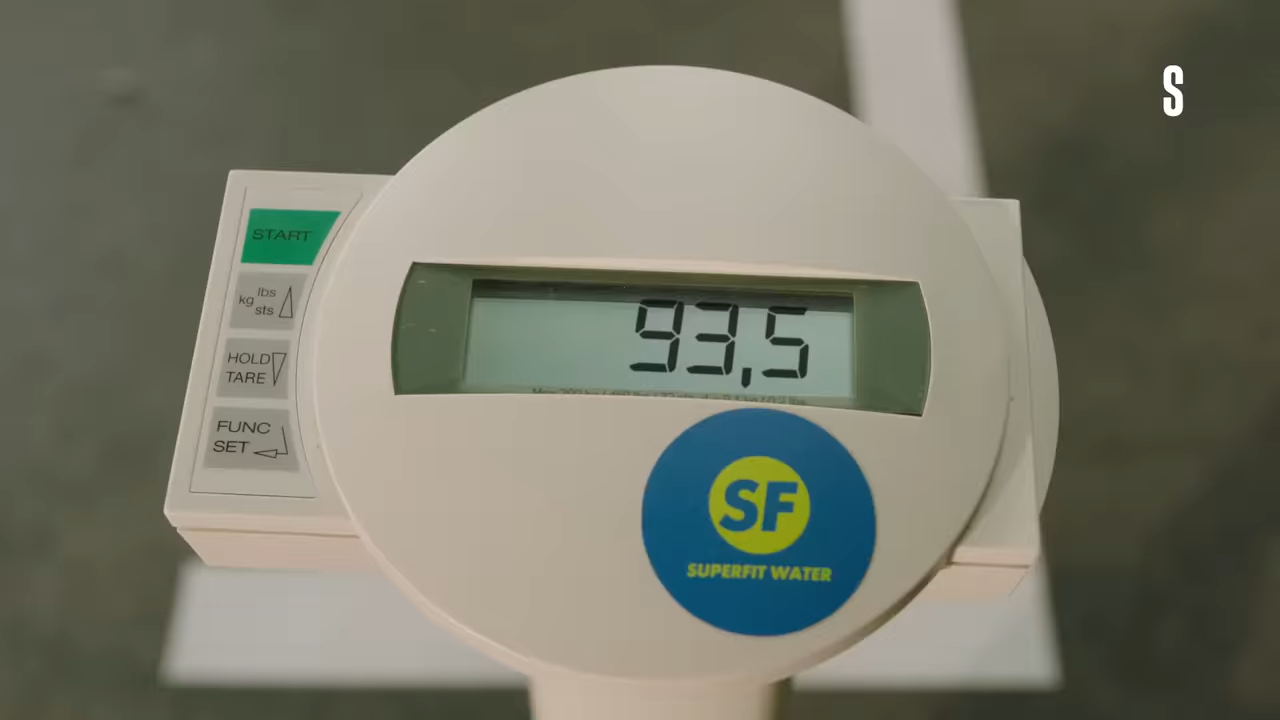 S
START
kg lbs sts
93,5
HOLD
TARE
FUNC
SET
SF
SUPERFIT WATER